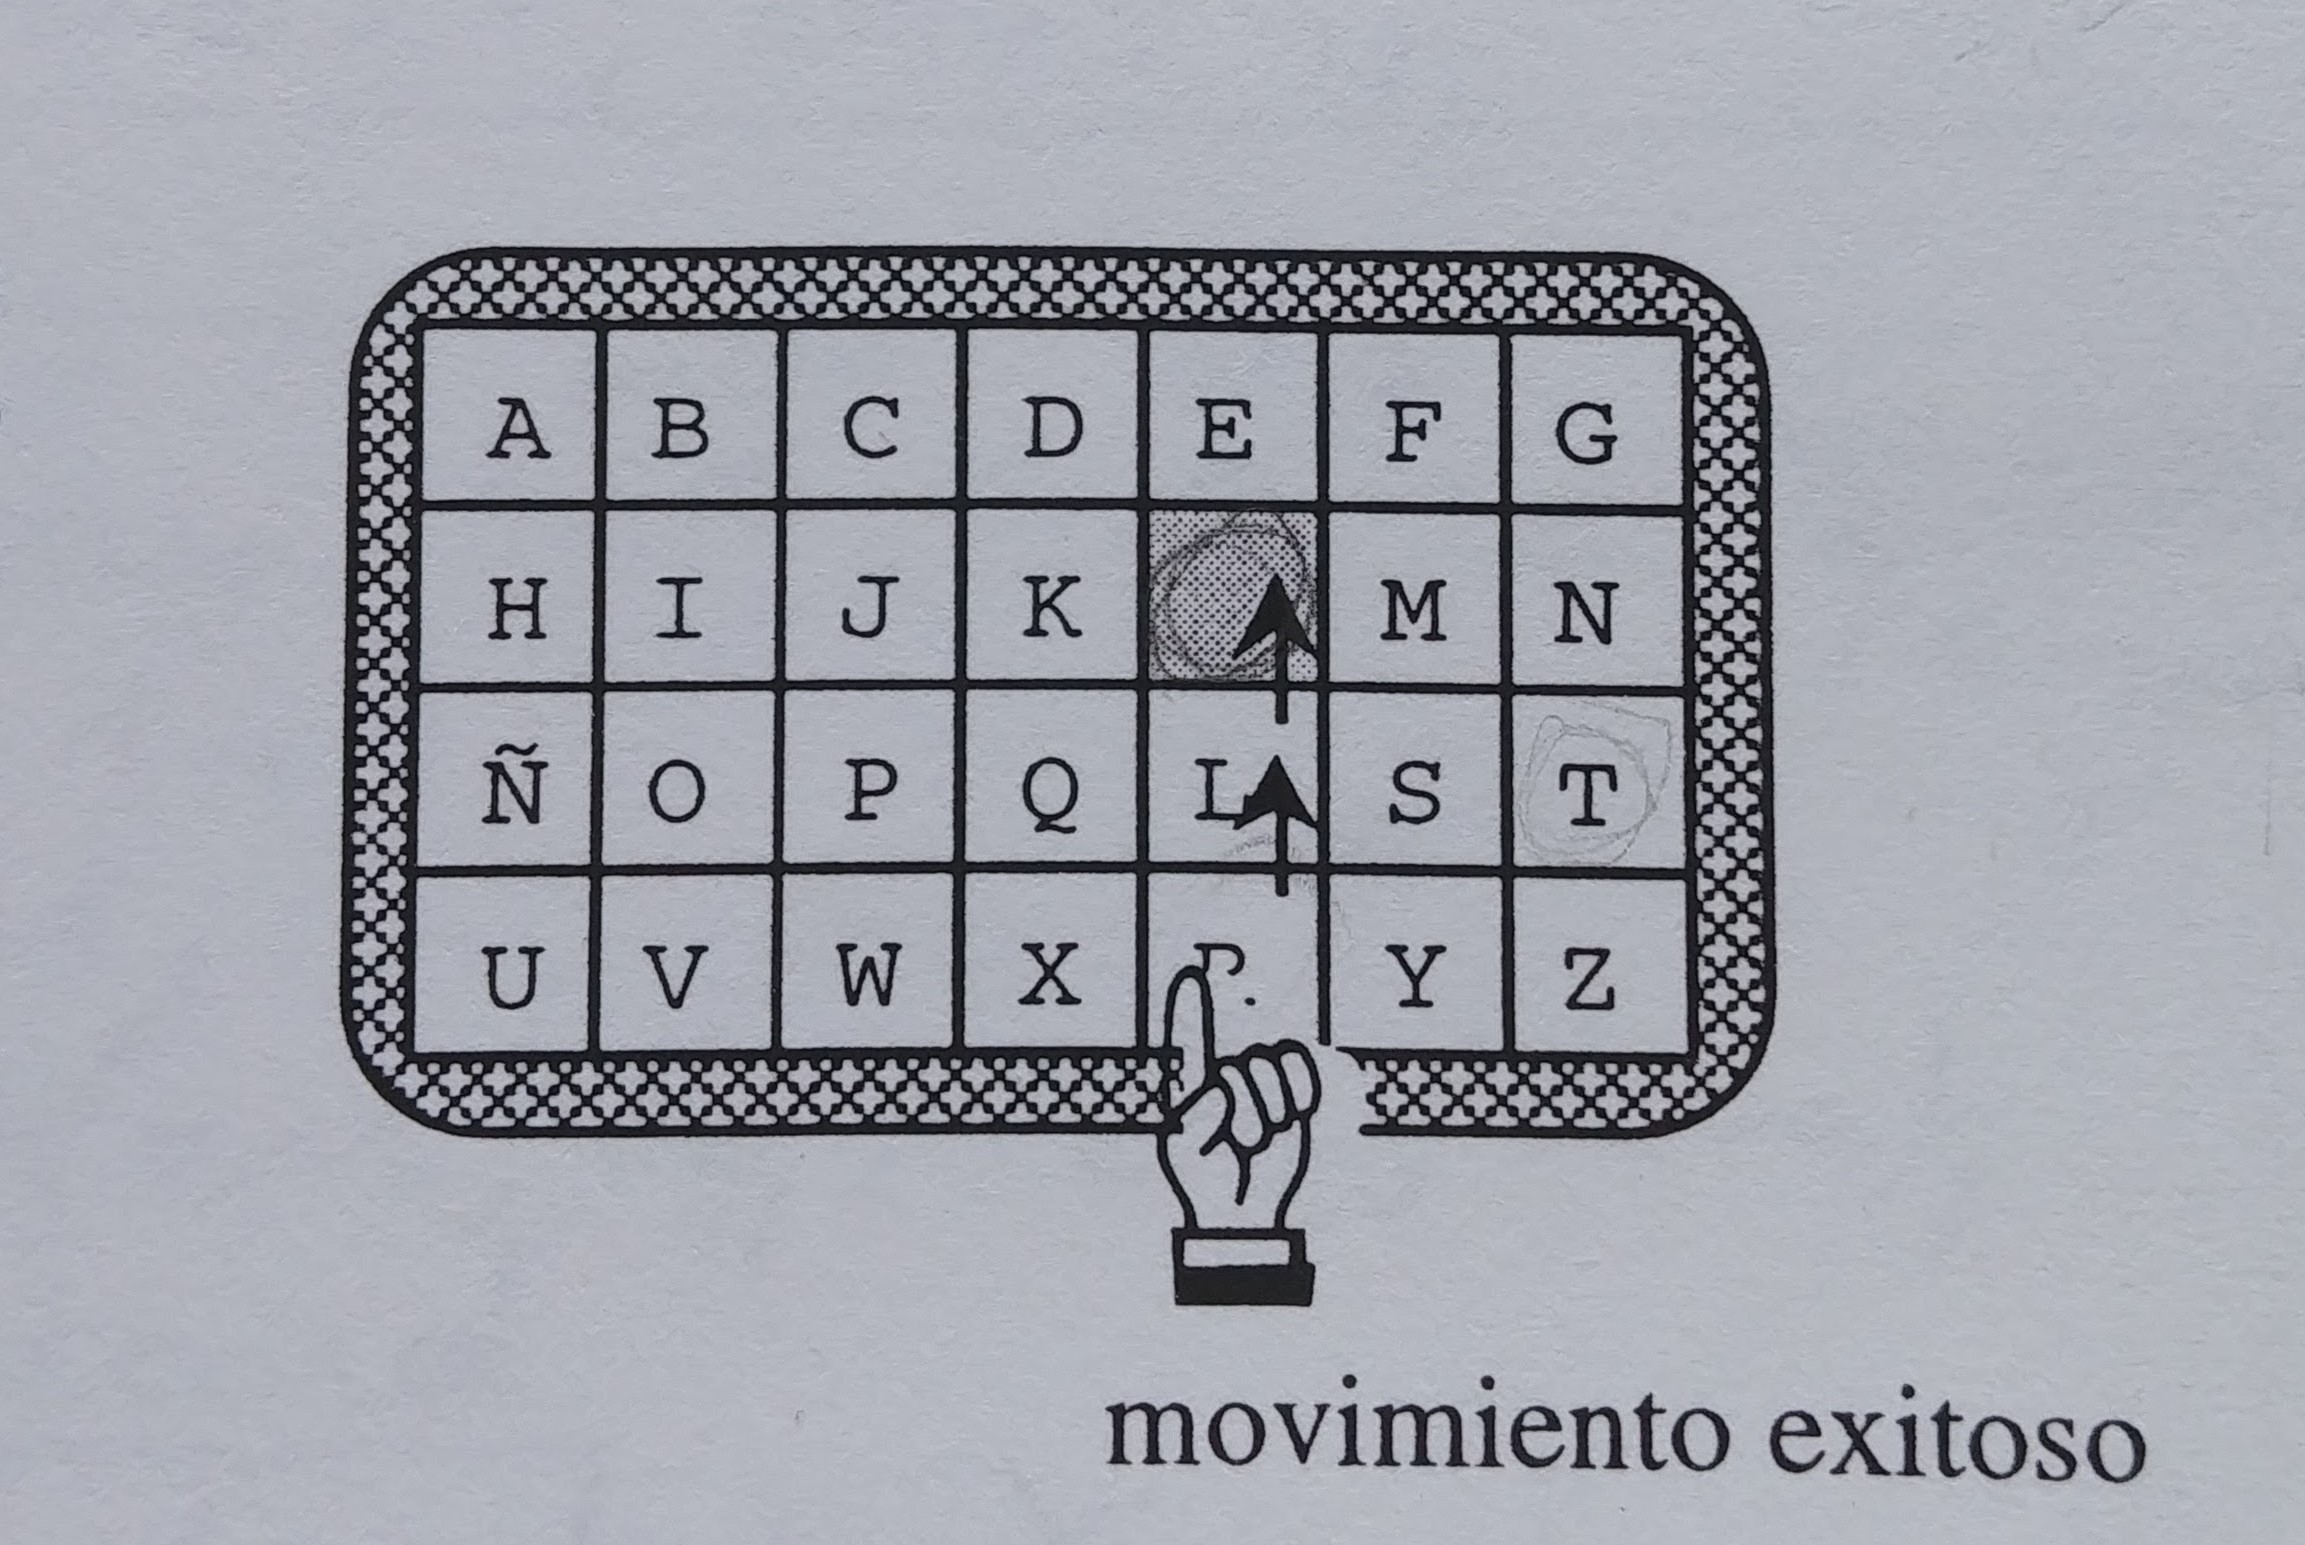 A B C D E F G
H I J K M N
Ñ O P Q L S T
U V W X R Y Z
movimiento exitoso